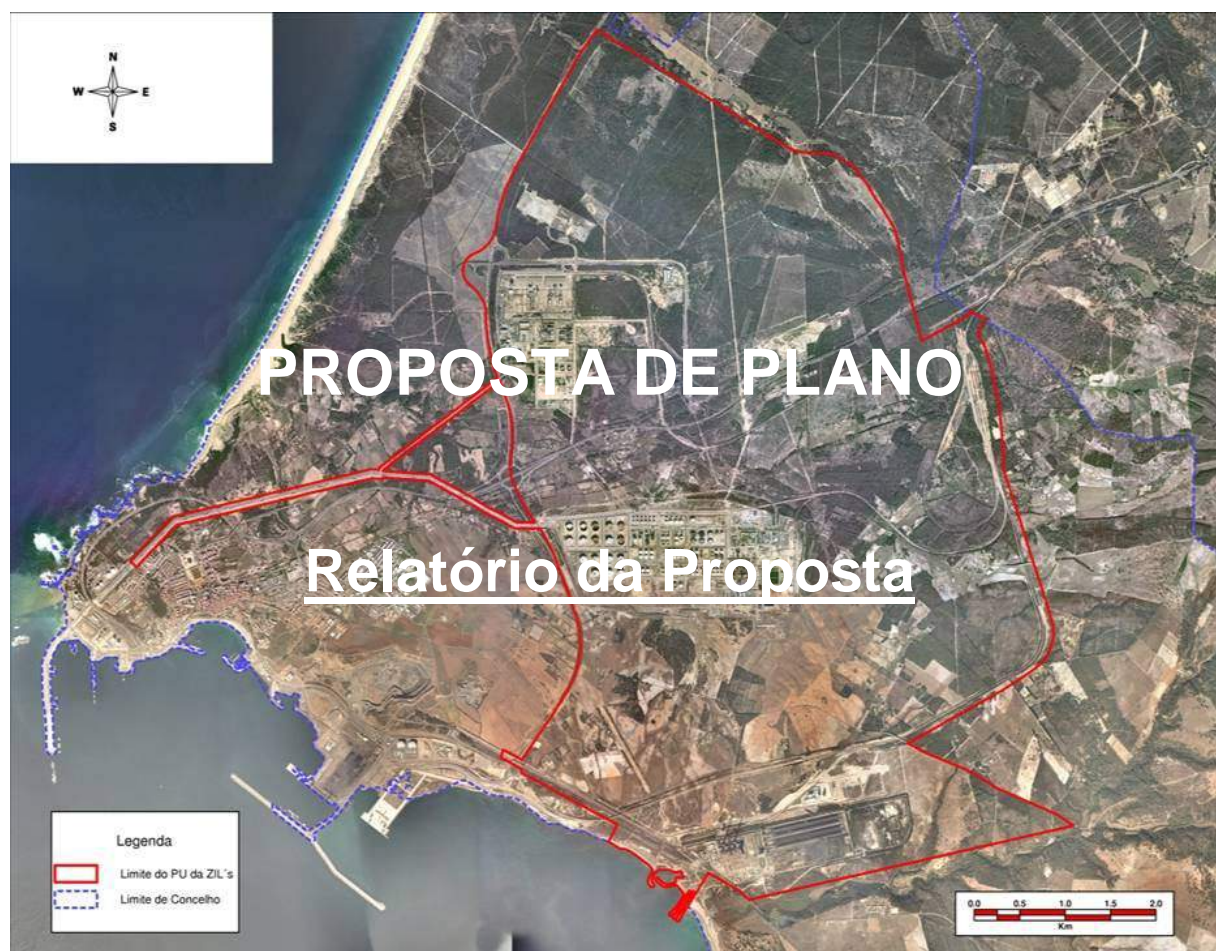 N
W E
S
PROPOSTA DE PLANO
Relatório da Proposta
Legenda
Limite do PU da ZIL´s
Limite de Concelho
0.0 0.5 1.0 1.5 2.0
Km